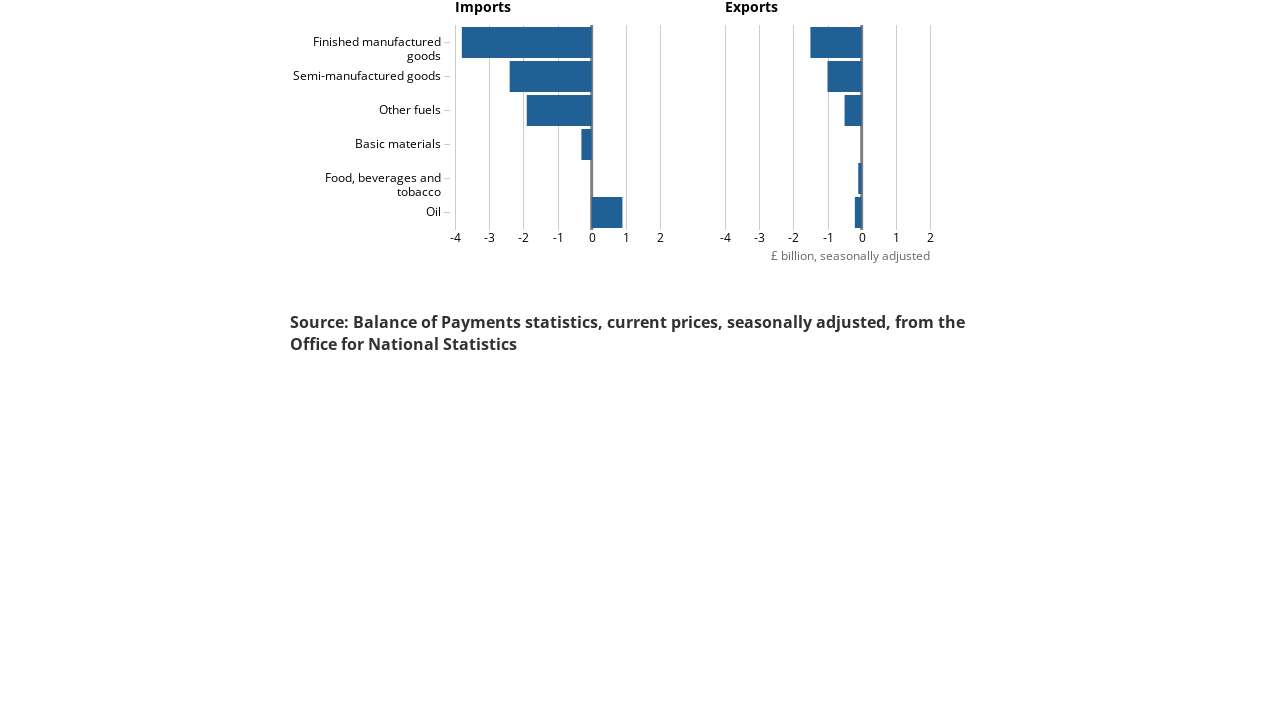 Imports
Exports
Finished manufactured
goods
Semi-manufactured goods
Other fuels
Basic materials
Food, beverages and
tobacco
Oil
-4 -3 -2 -1 0 1 2
-4 -3 -2 -1 0 1 2
£ billion, seasonally adjusted
Source: Balance of Payments statistics, current prices, seasonally adjusted, from the
Office for National Statistics